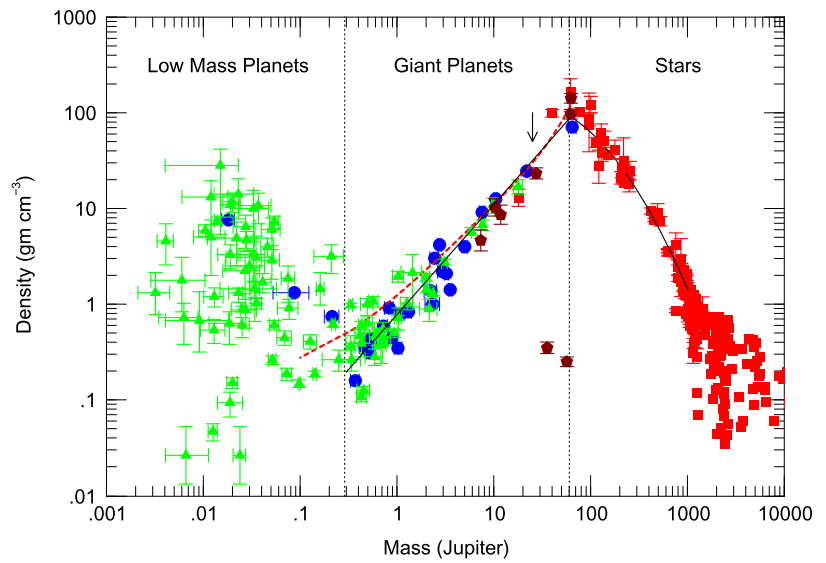 1000
100
10
1
.1
.01
Density (gm cm⁻³)
Low Mass Planets
Giant Planets
Stars
.001
.01
.1
1
10
100
1000
10000
Mass (Jupiter)